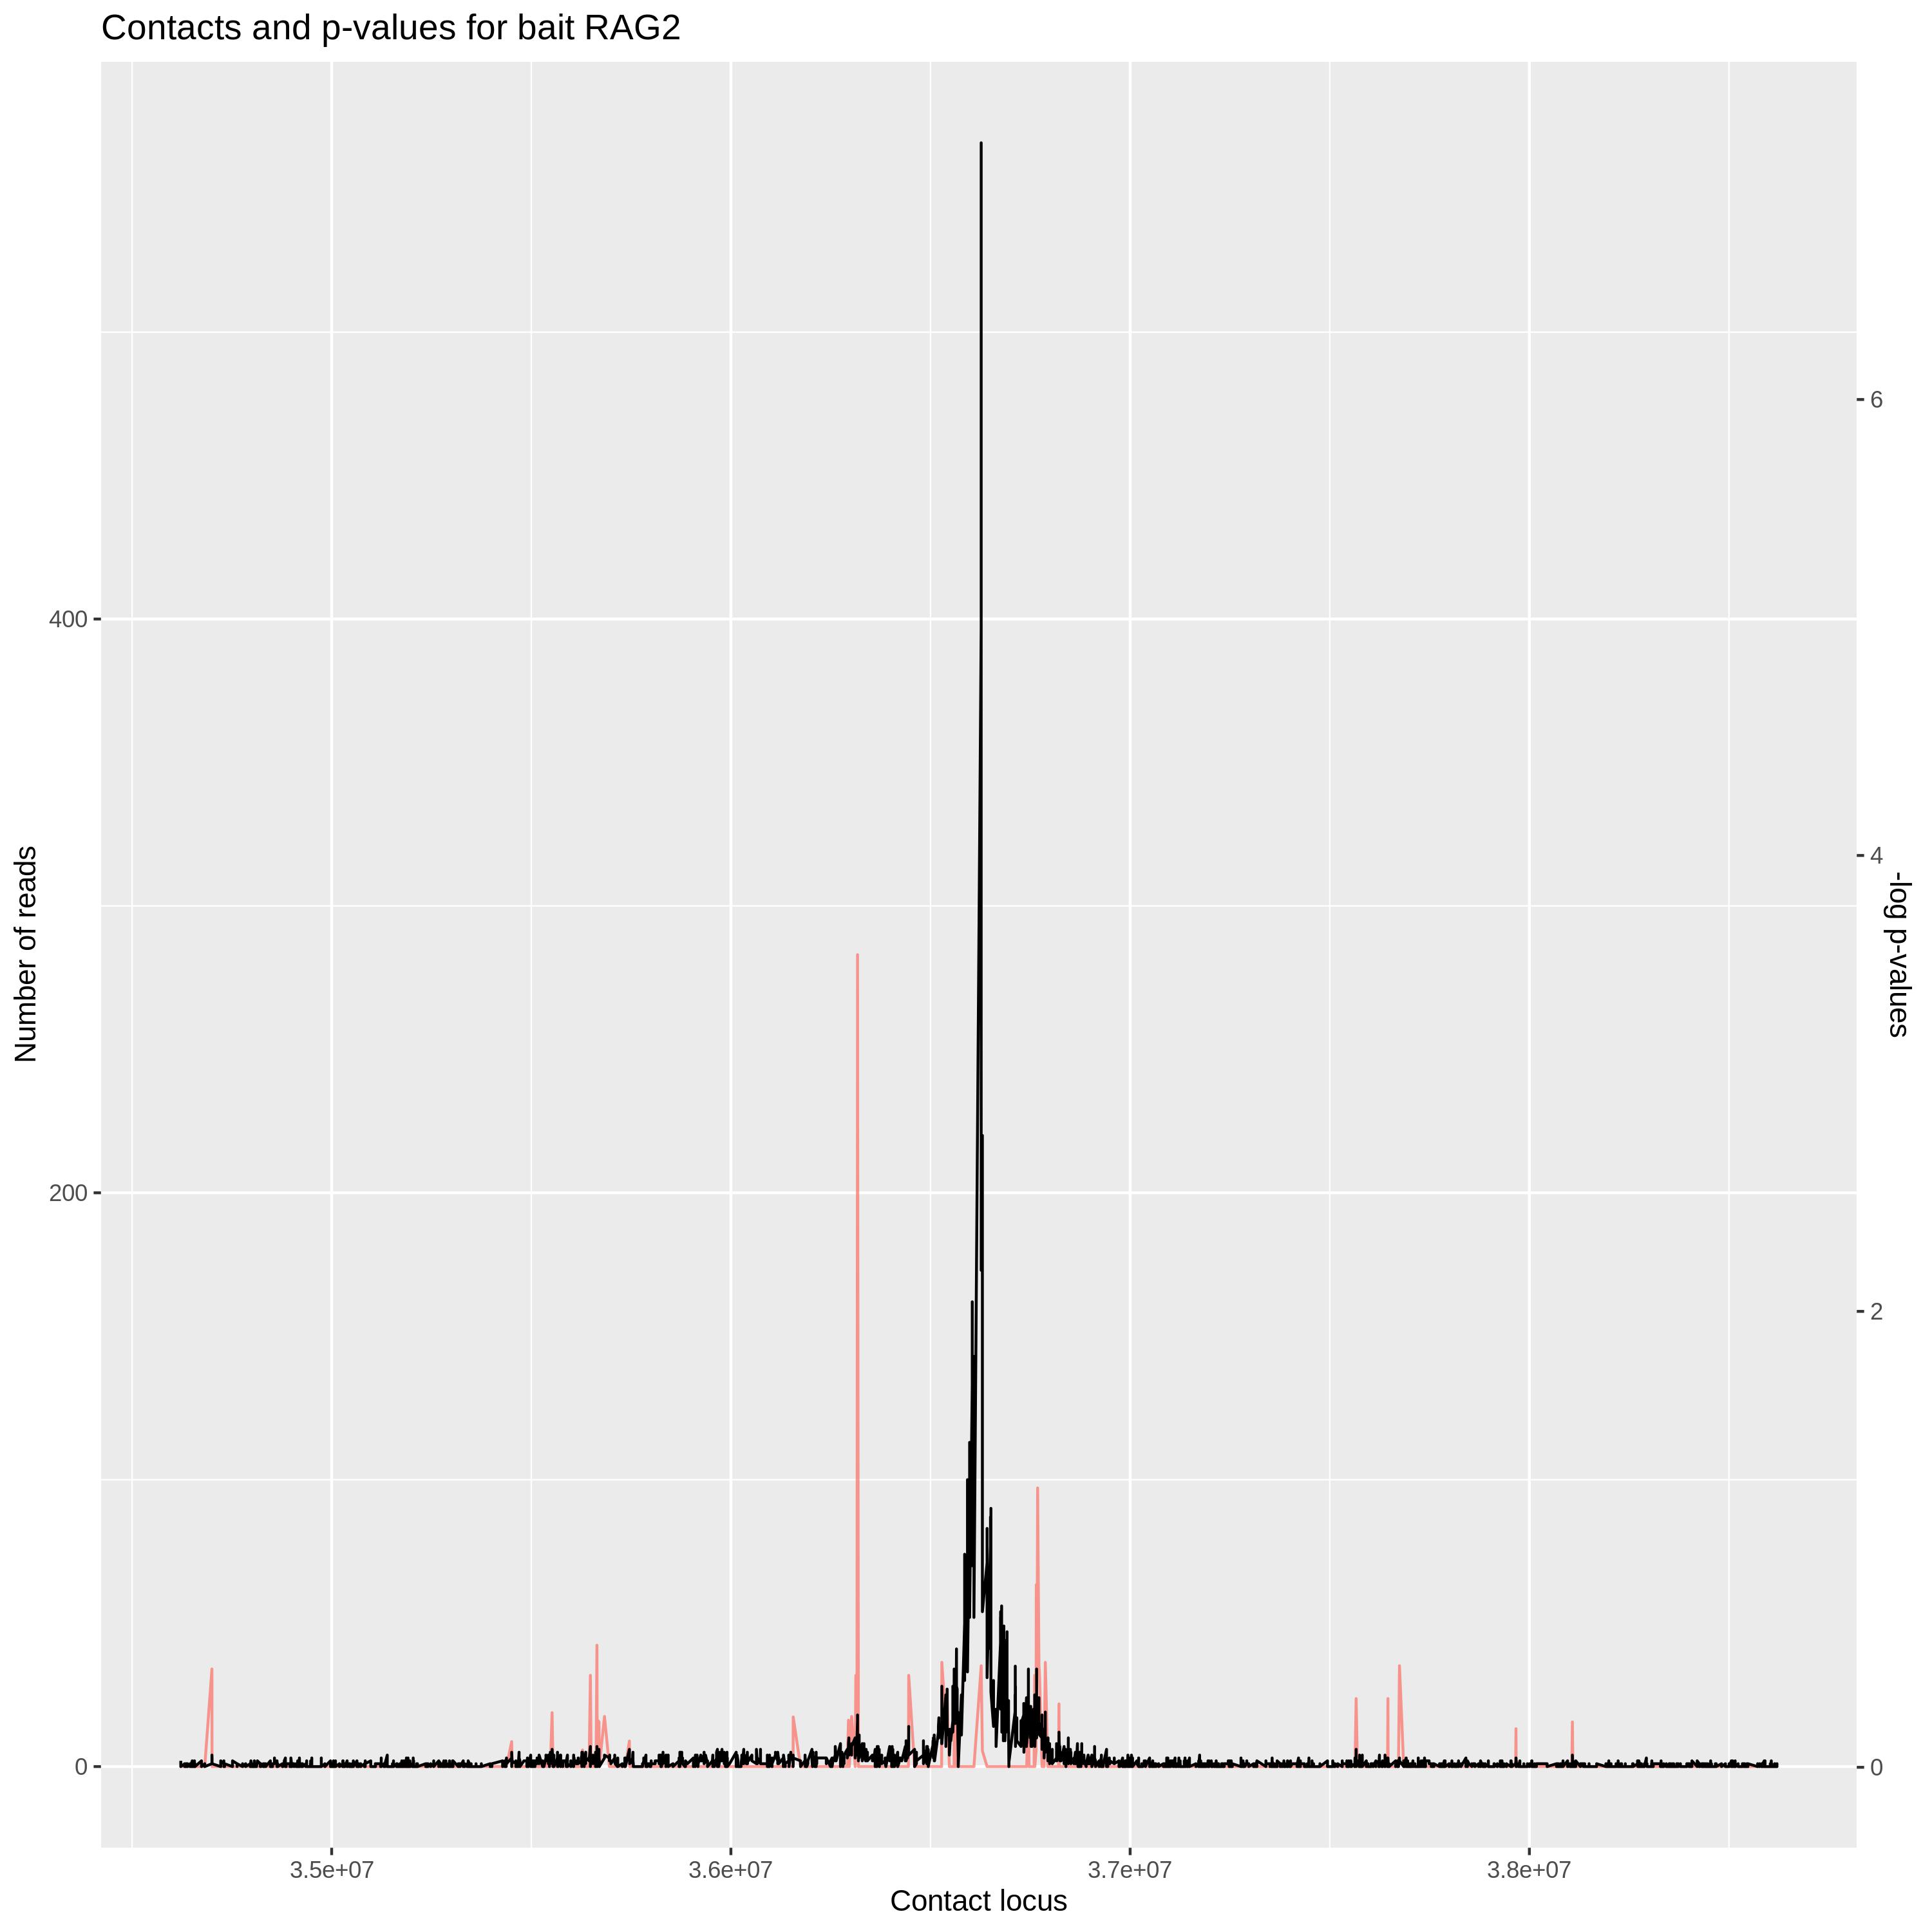 Contacts and p-values for bait RAG2
Number of reads
400
200
0
6
4
2
0
-log p-values
3.5e+07
3.6e+07
3.7e+07
3.8e+07
Contact locus